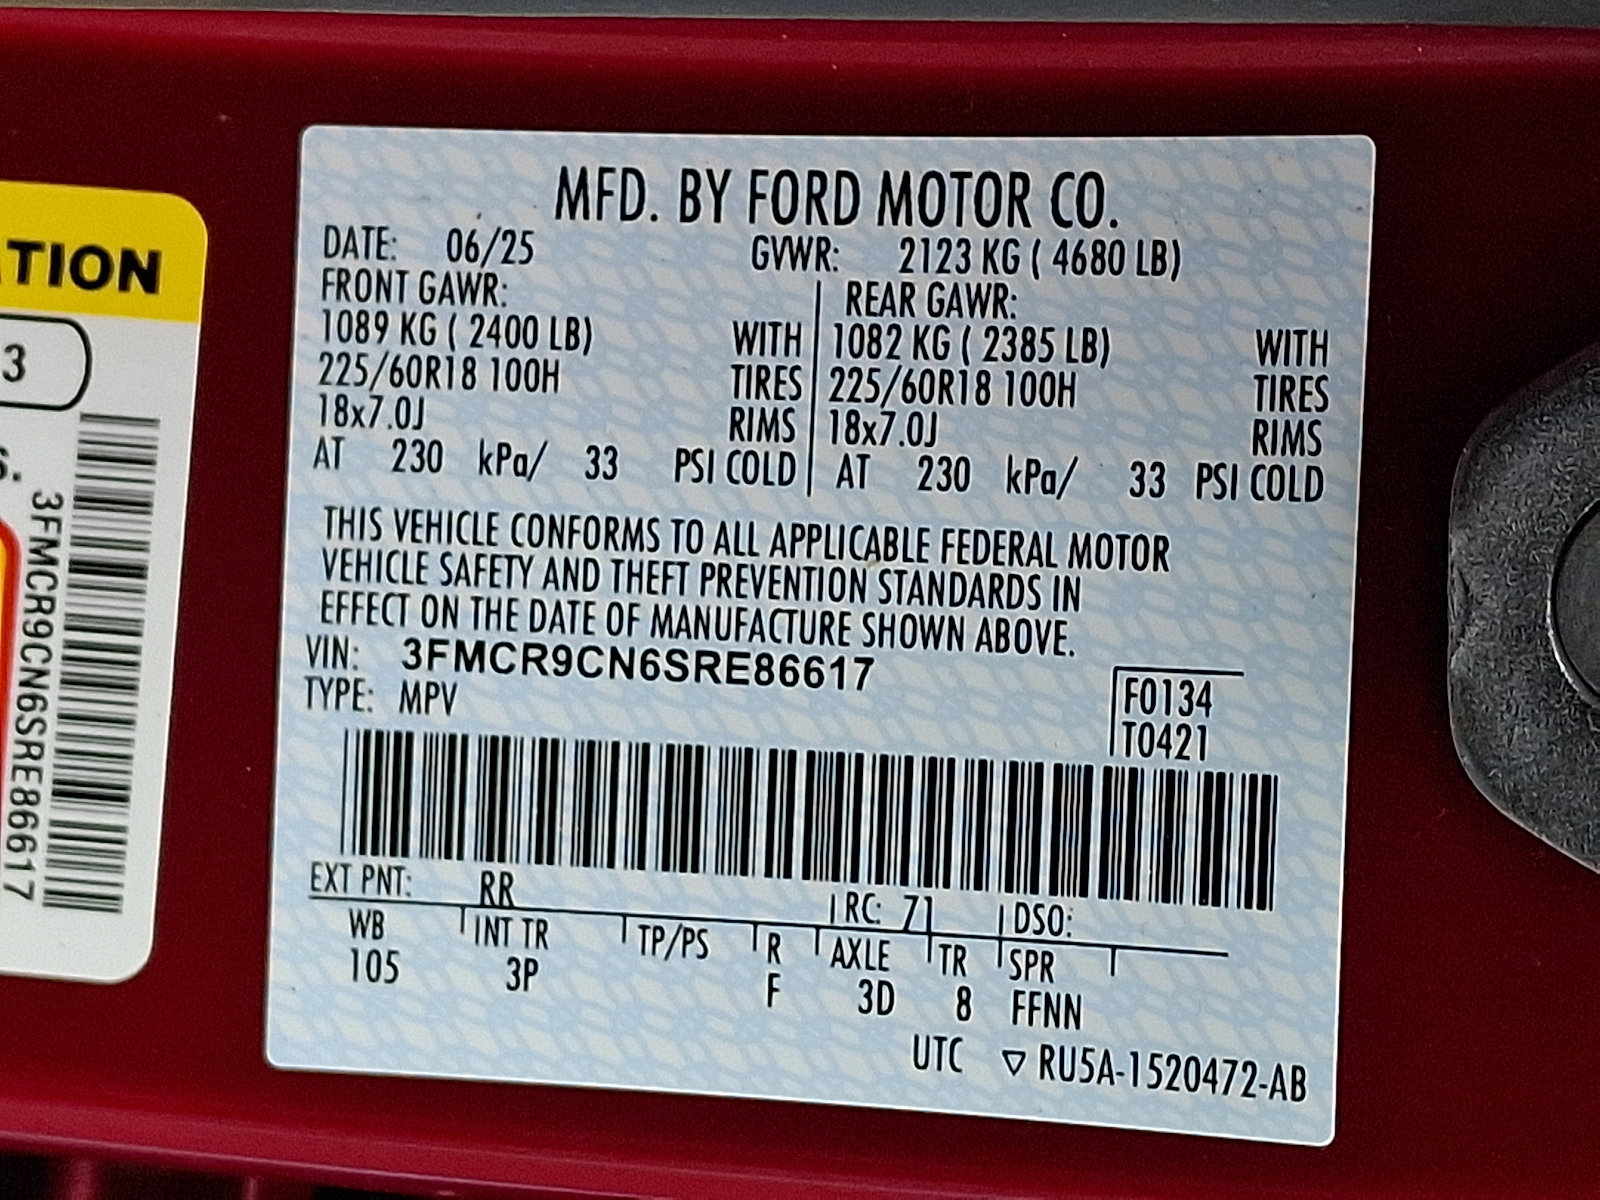 ATION
3
S.
3FMCR9CN6SRE86617
MFD. BY FORD MOTOR CO.
DATE: 06/25 GVWR: 2123 KG ( 4680 LB)
FRONT GAWR: REAR GAWR:
1089 KG ( 2400 LB) WITH 1082 KG ( 2385 LB) WITH
225/60R18 100H TIRES 225/60R18 100H TIRES
18x7.0J RIMS 18x7.0J RIMS
AT 230 kPa/ 33 PSI COLD AT 230 kPa/ 33 PSI COLD
THIS VEHICLE CONFORMS TO ALL APPLICABLE FEDERAL MOTOR
VEHICLE SAFETY AND THEFT PREVENTION STANDARDS IN
EFFECT ON THE DATE OF MANUFACTURE SHOWN ABOVE.
VIN: 3FMCR9CN6SRE86617
TYPE: MPV
F0134
T0421
EXT PNT: RR RC: 71 DSO:
WB INT TR TP/PS R AXLE TR SPR
105 3P F 3D 8 FFNN
UTC ▽ RU5A-1520472-AB